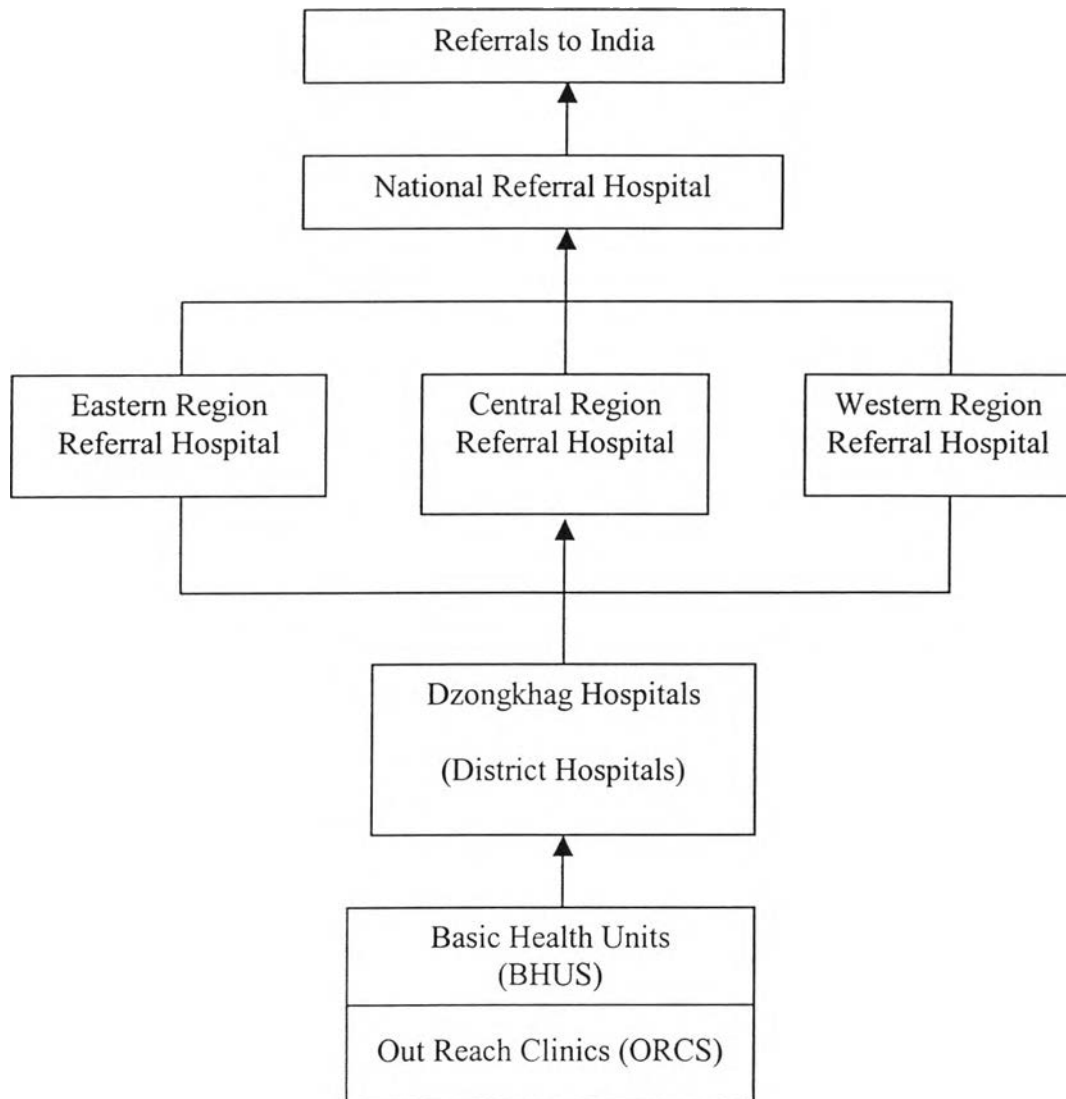 Referrals to India
National Referral Hospital
Eastern Region
Referral Hospital
Central Region
Referral Hospital
Western Region
Referral Hospital
Dzongkhag Hospitals
(District Hospitals)
Basic Health Units
(BHUS)
Out Reach Clinics (ORCS)